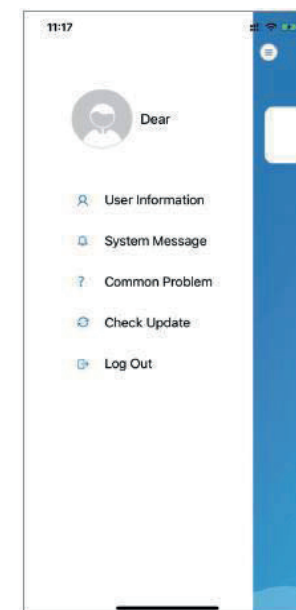 11:17
Dear
User Information
System Message
? Common Problem
Check Update
Log Out